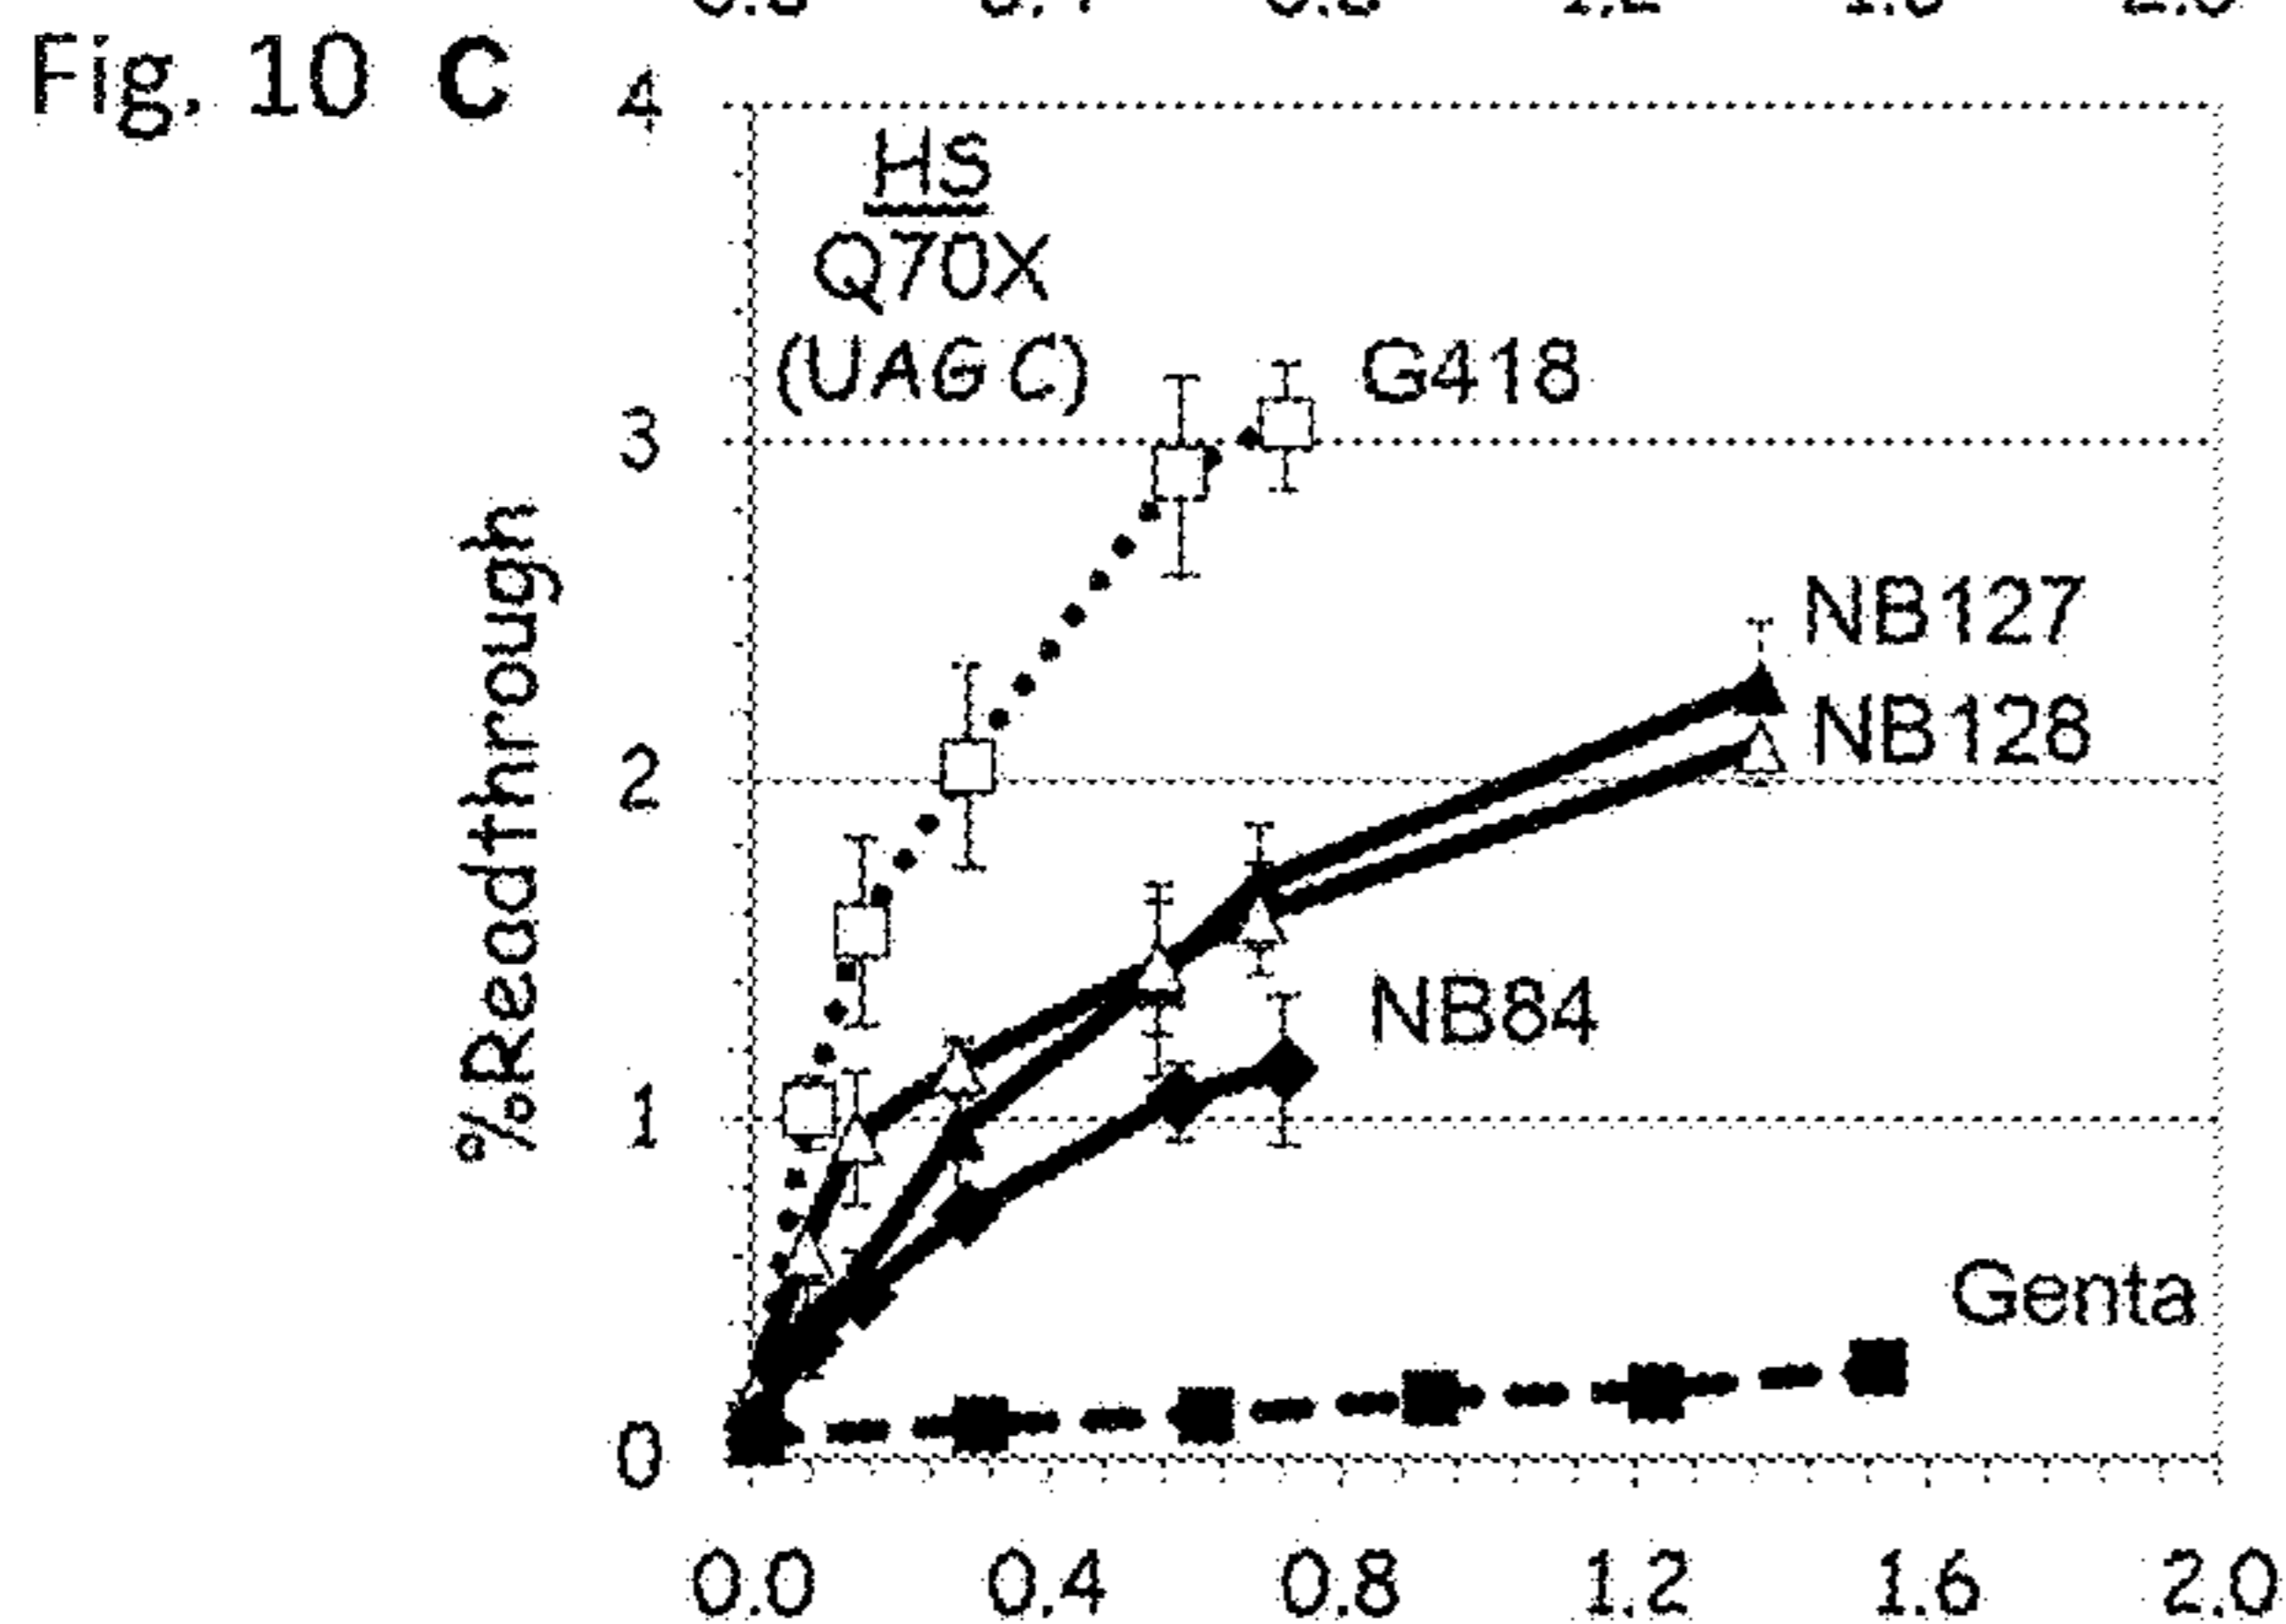 Fig. 10 C
4
HS
Q70X
(UAG C)
G418
3
NB127
NB128
2
%Readthrough
NB84
1
Genta
0
0.0 0.4 0.8 1.2 1.6 2.0